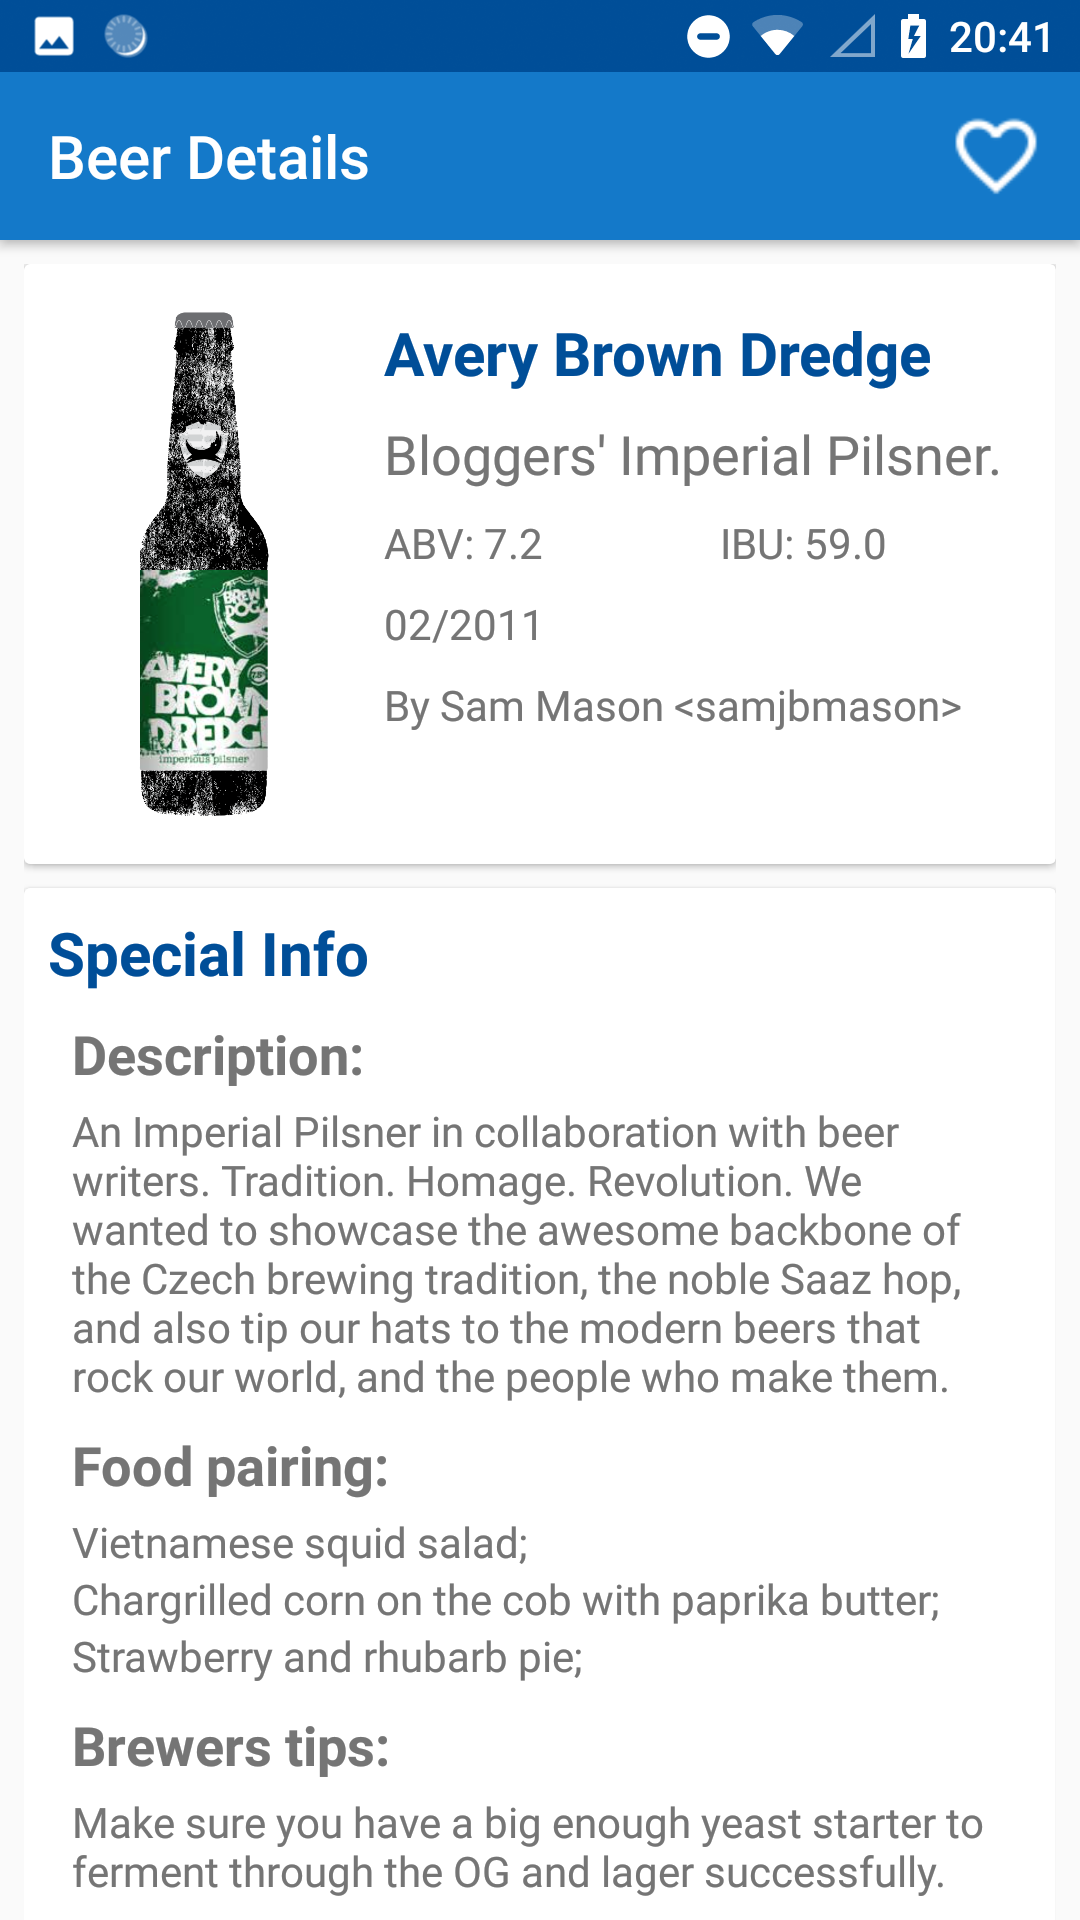 20:41
Beer Details
Avery Brown Dredge
Bloggers' Imperial Pilsner.
ABV: 7.2 IBU: 59.0
02/2011
By Sam Mason <samjbmason>
BREW
DOG
AVERY
BROWN
DREDGE
imperious pilsner
Special Info
Description:
An Imperial Pilsner in collaboration with beer
writers. Tradition. Homage. Revolution. We
wanted to showcase the awesome backbone of
the Czech brewing tradition, the noble Saaz hop,
and also tip our hats to the modern beers that
rock our world, and the people who make them.
Food pairing:
Vietnamese squid salad;
Chargrilled corn on the cob with paprika butter;
Strawberry and rhubarb pie;
Brewers tips:
Make sure you have a big enough yeast starter to
ferment through the OG and lager successfully.